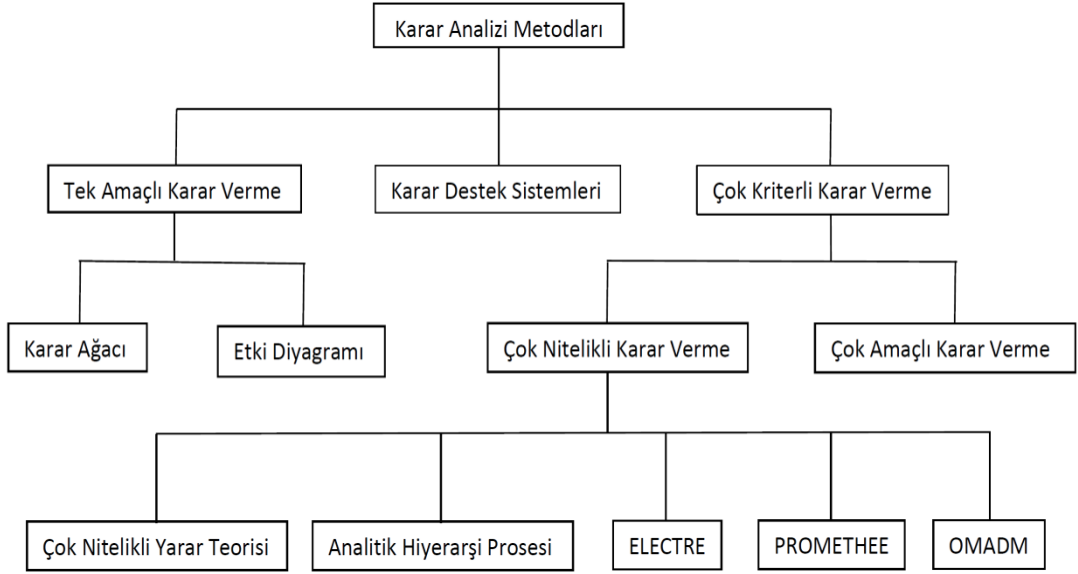 Karar Analizi Metodları
Tek Amaçlı Karar Verme
Karar Destek Sistemleri
Çok Kriterli Karar Verme
Karar Ağacı
Etki Diyagramı
Çok Nitelikli Karar Verme
Çok Amaçlı Karar Verme
Çok Nitelikli Yarar Teorisi
Analitik Hiyerarşi Prosesi
ELECTRE
PROMETHEE
OMADM